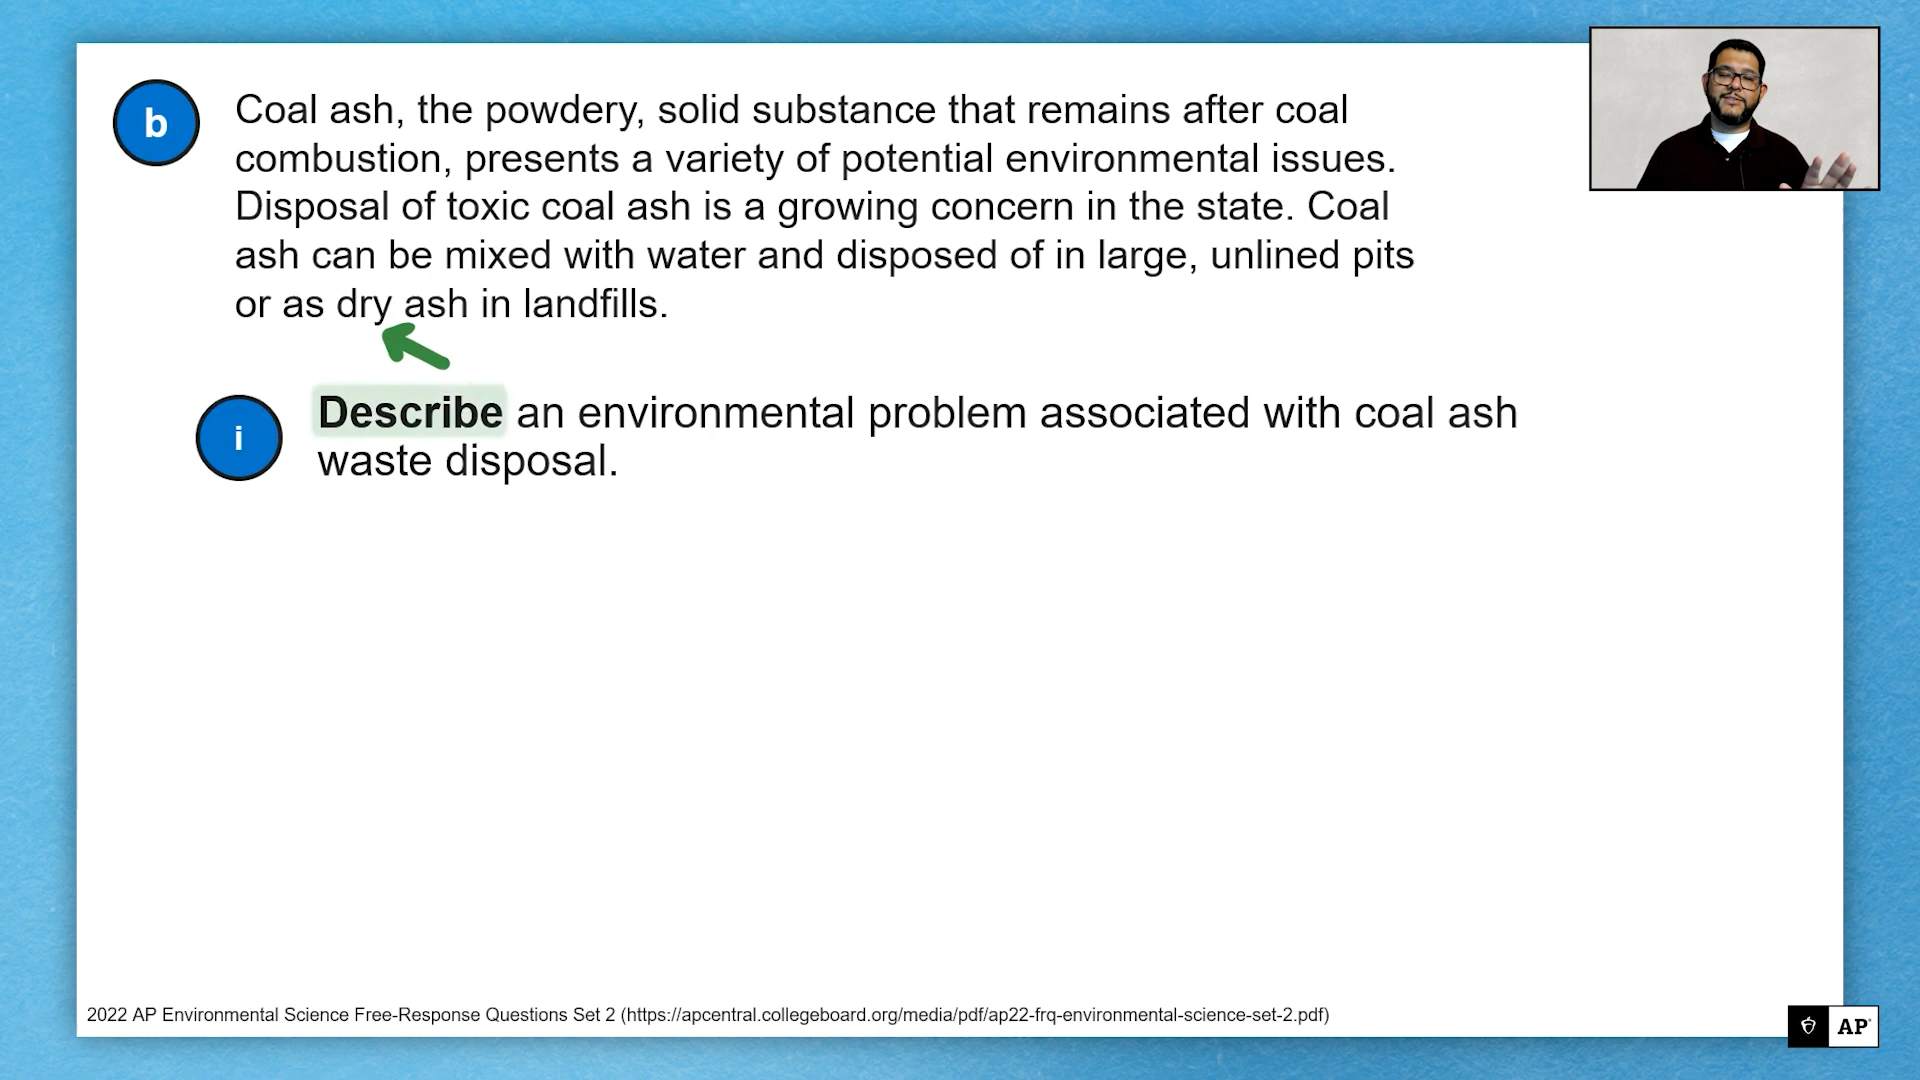 b
Coal ash, the powdery, solid substance that remains after coal
combustion, presents a variety of potential environmental issues.
Disposal of toxic coal ash is a growing concern in the state. Coal
ash can be mixed with water and disposed of in large, unlined pits
or as dry ash in landfills.
i
Describe an environmental problem associated with coal ash
waste disposal.
2022 AP Environmental Science Free-Response Questions Set 2 (https://apcentral.collegeboard.org/media/pdf/ap22-frq-environmental-science-set-2.pdf)
AP